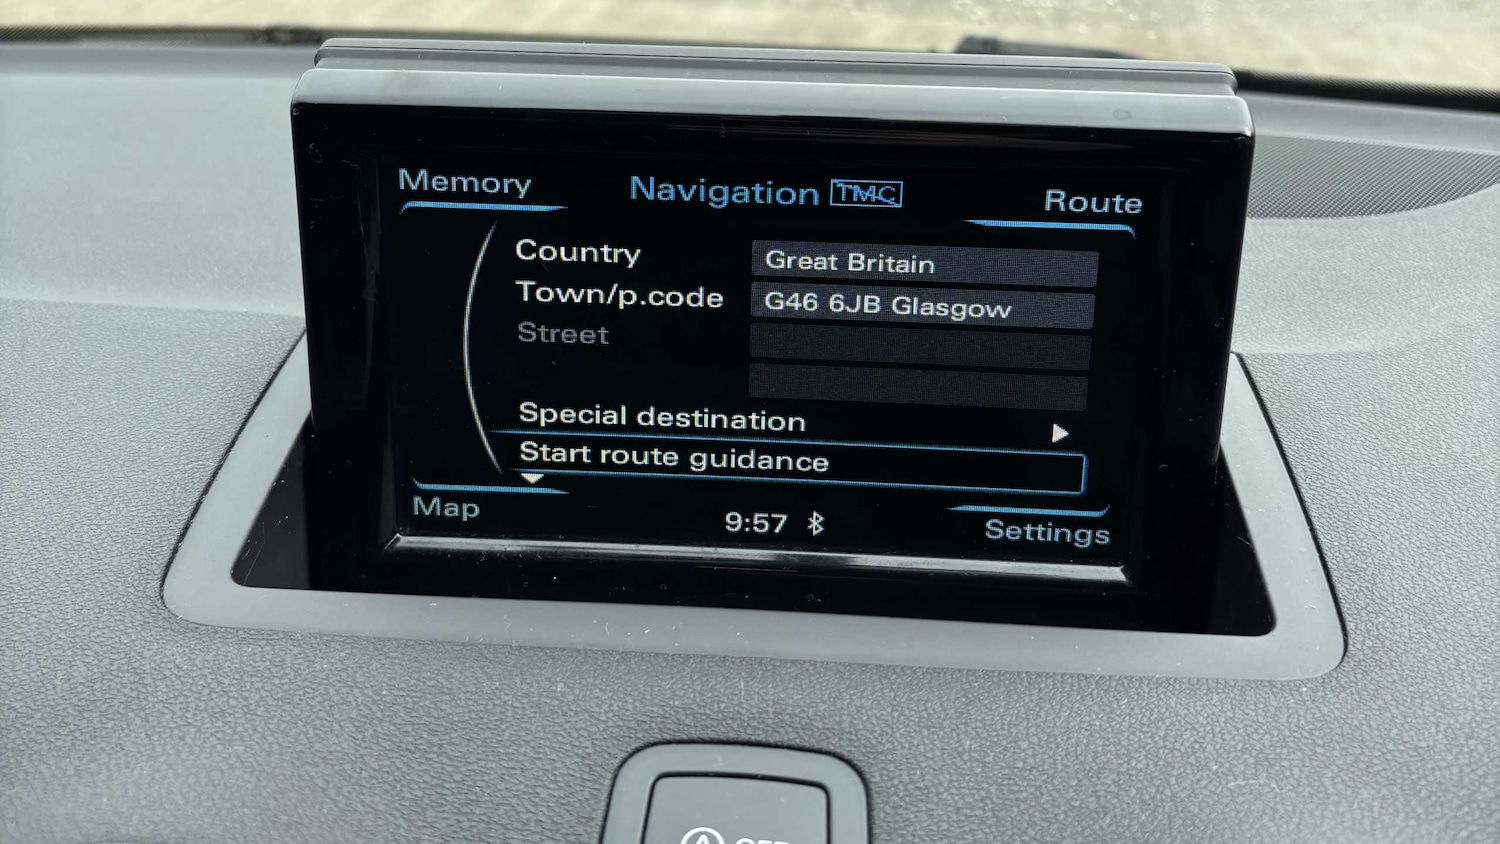 Memory
Navigation TMC
Route
Country Great Britain
Town/p.code G46 6JB Glasgow
Street
Special destination
Start route guidance
Map
9:57
Settings
A OFF